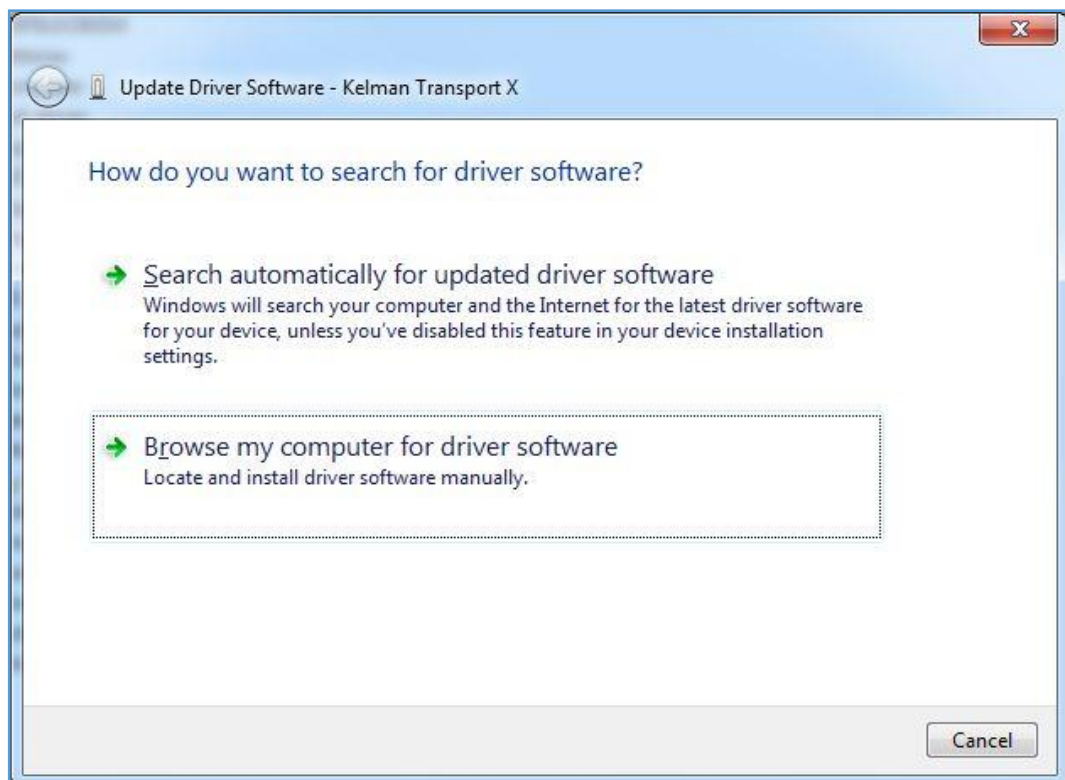 Update Driver Software - Kelman Transport X
How do you want to search for driver software?
Search automatically for updated driver software
Windows will search your computer and the Internet for the latest driver software
for your device, unless you've disabled this feature in your device installation
settings.
Browse my computer for driver software
Locate and install driver software manually.
Cancel